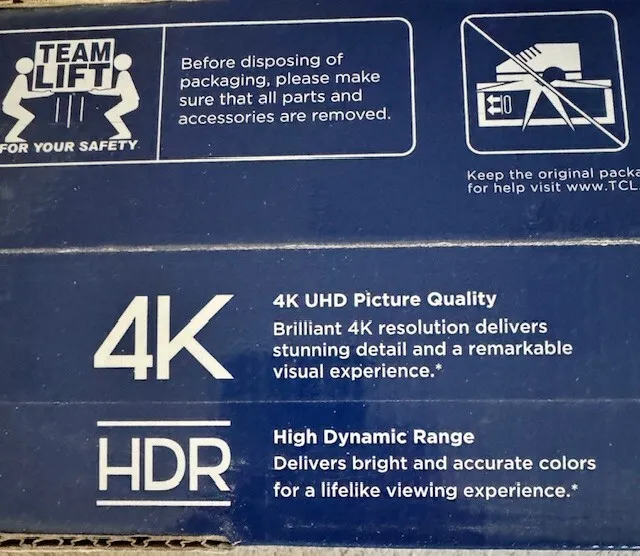 TEAM
LIFT
FOR YOUR SAFETY
Before disposing of
packaging, please make
sure that all parts and
accessories are removed.
Keep the original
for help visit www.TCL.
4K
4K UHD Picture Quality
Brilliant 4K resolution delivers
stunning detail and a remarkable
visual experience.*
HDR
High Dynamic Range
Delivers bright and accurate colors
for a lifelike viewing experience.*